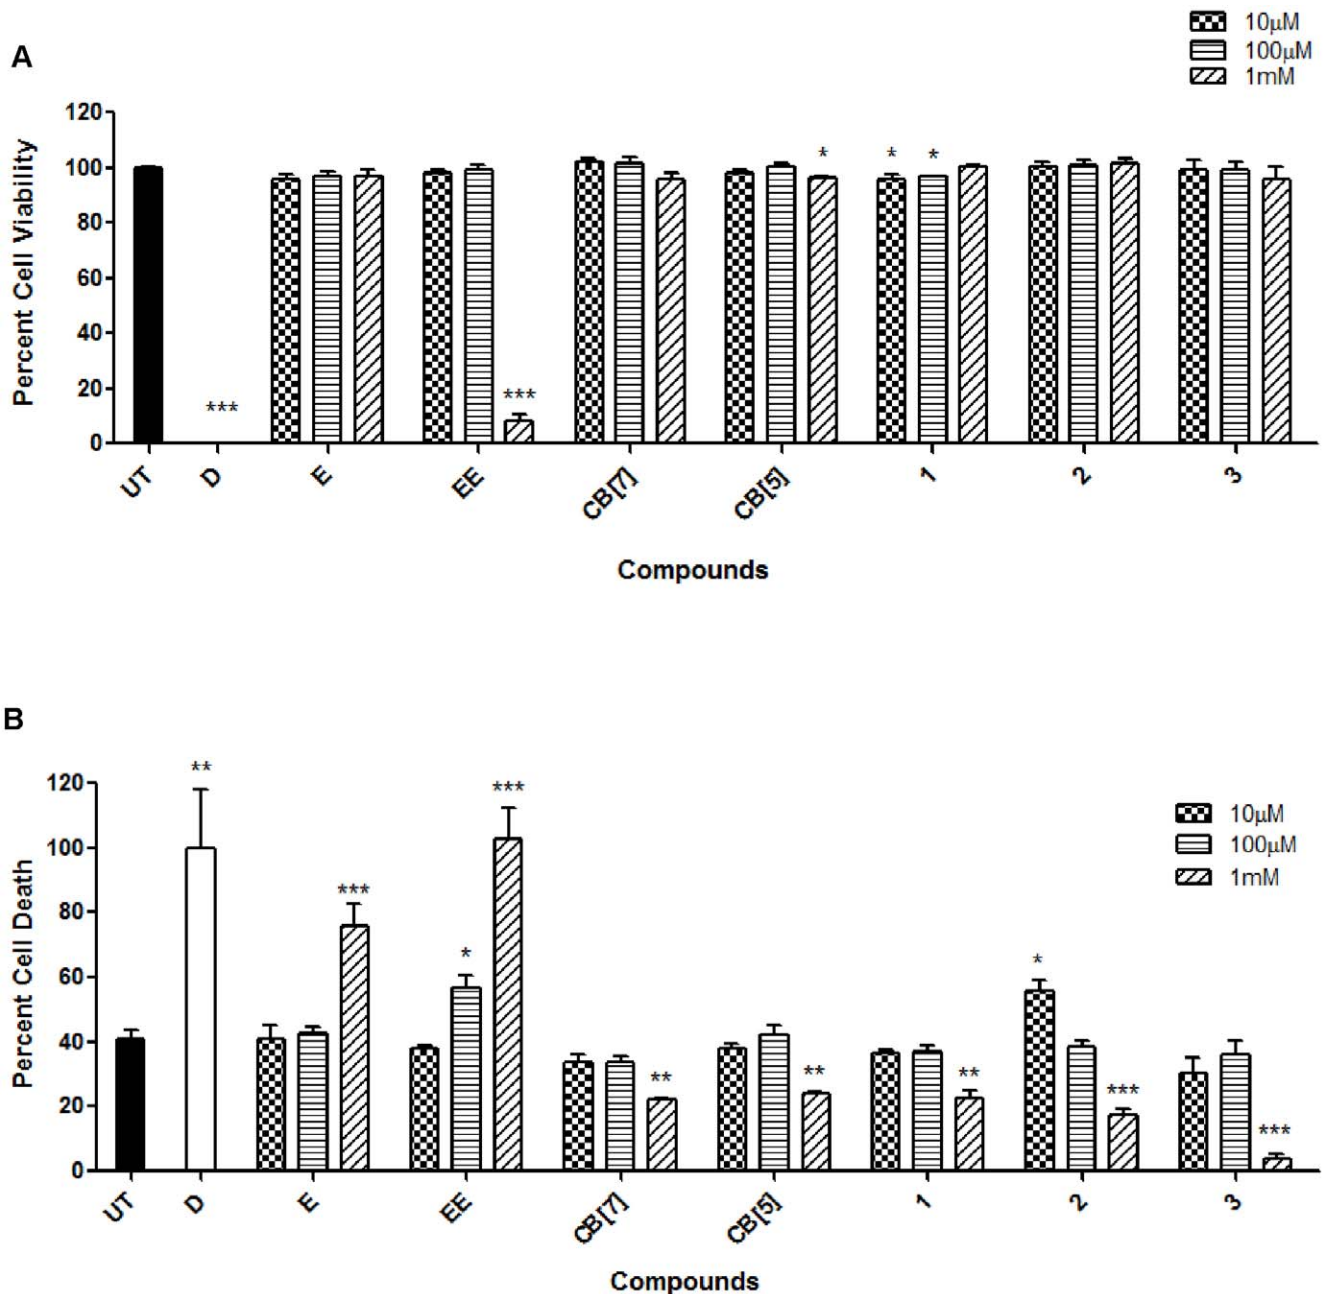 A
10μM
100μM
1mM
Percent Cell Viability
120
100
80
60
40
20
0
***
***
*
*
*
UT
D
E
EE
CB[7]
CB[5]
1
2
3
Compounds
B
10μM
100μM
1mM
Percent Cell Death
120
100
80
60
40
20
0
**
***
*
***
**
**
**
*
***
***
UT
D
E
EE
CB[7]
CB[5]
1
2
3
Compounds